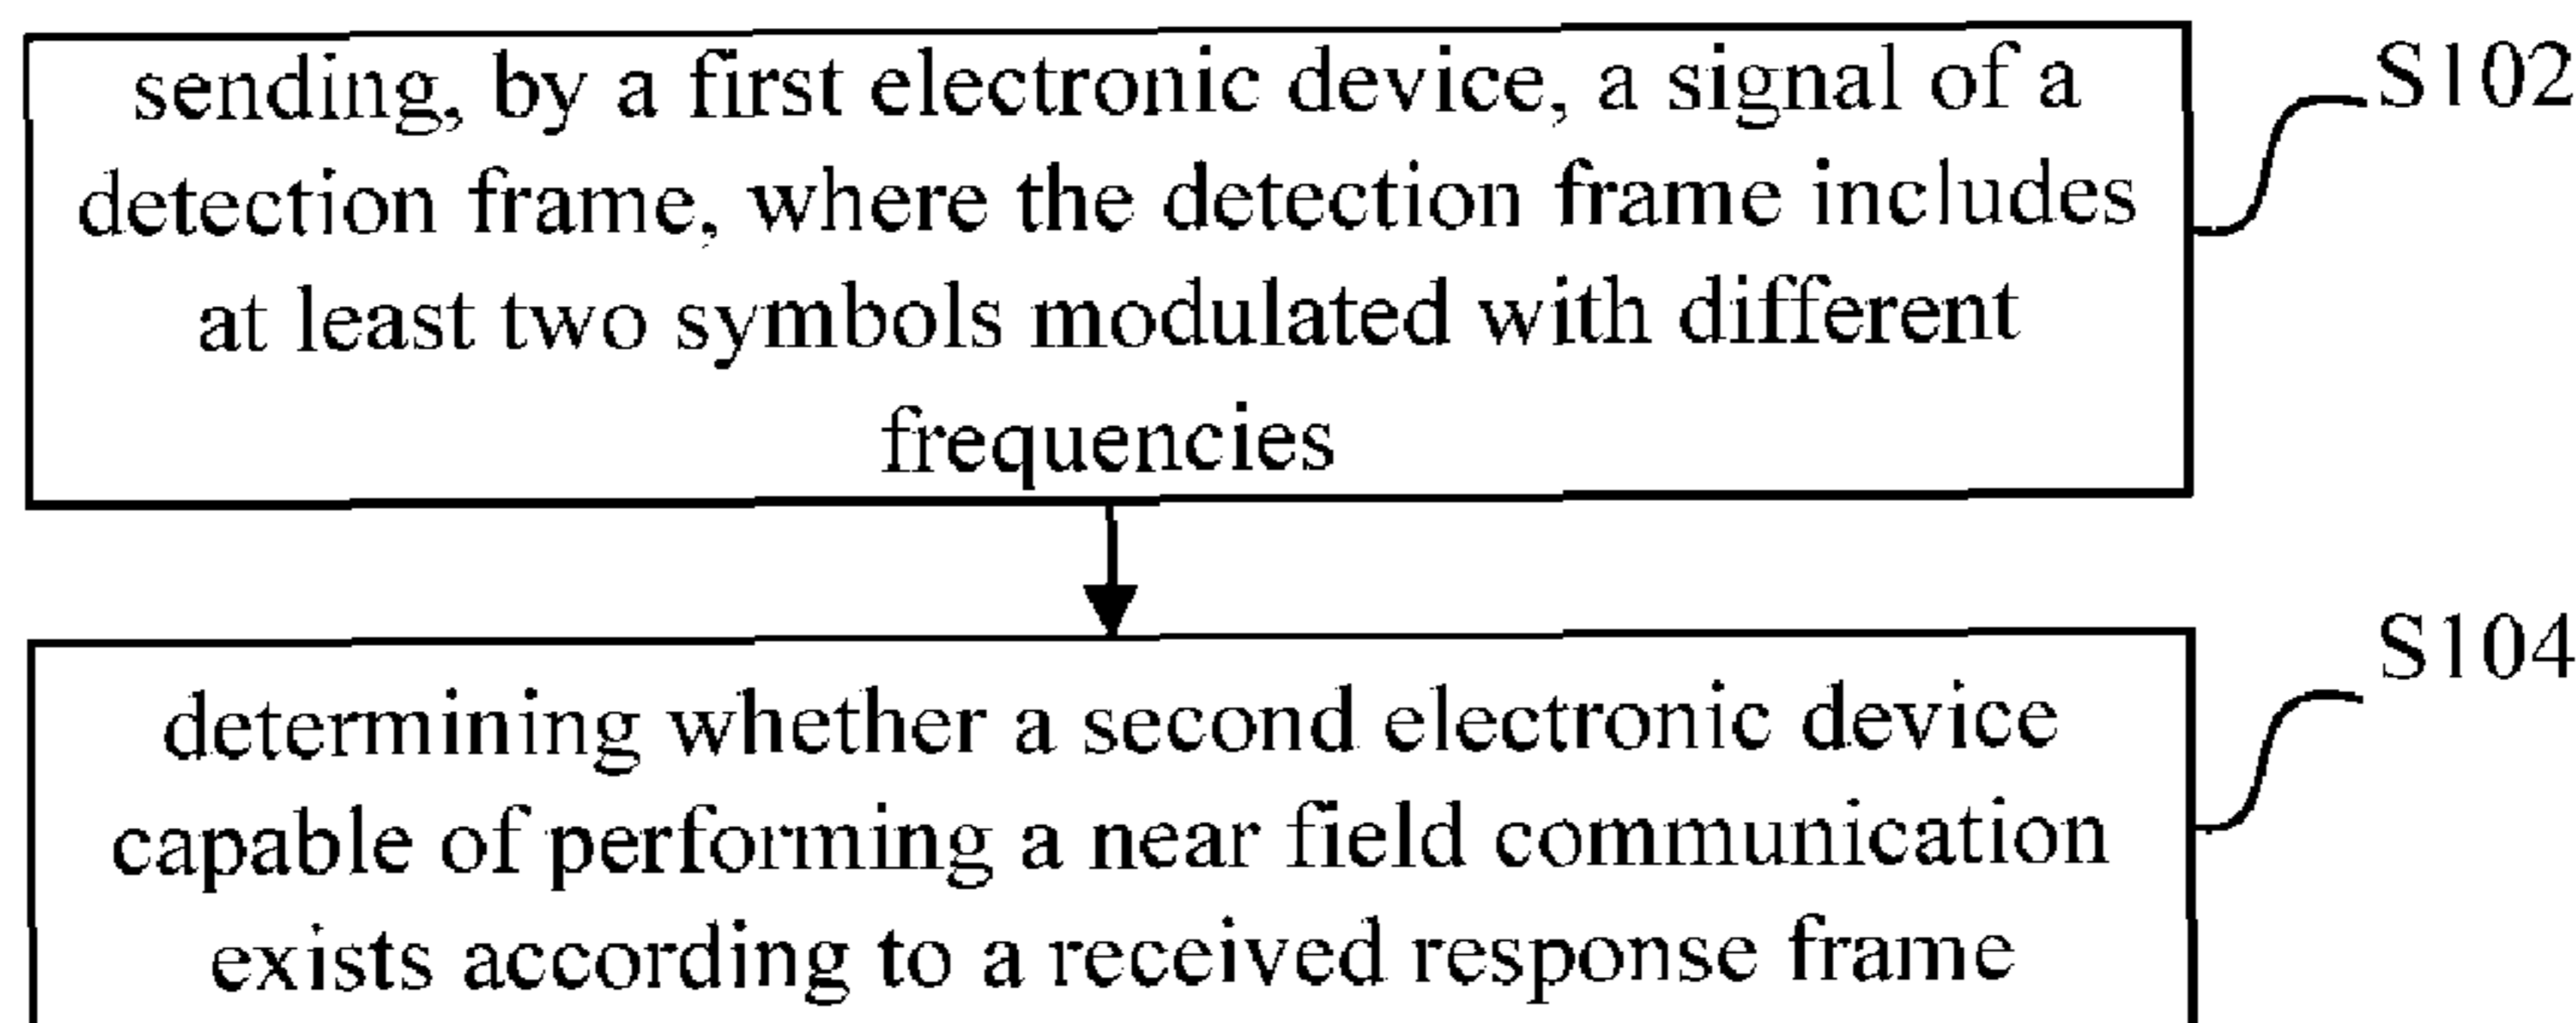 sending, by a first electronic device, a signal of a
S102
detection frame, where the detection frame includes
at least two symbols modulated with different
frequencies
S104
determining whether a second electronic device
capable of performing a near field communication
exists according to a received response frame